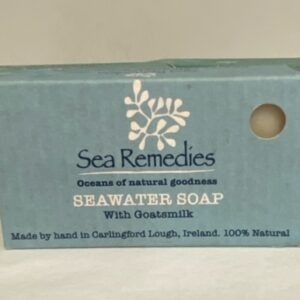 Sea Remedies
Oceans of natural goodness
SEAWATER SOAP
With Goatsmilk
Made by hand in Carlingford Lough, Ireland. 100% Natural